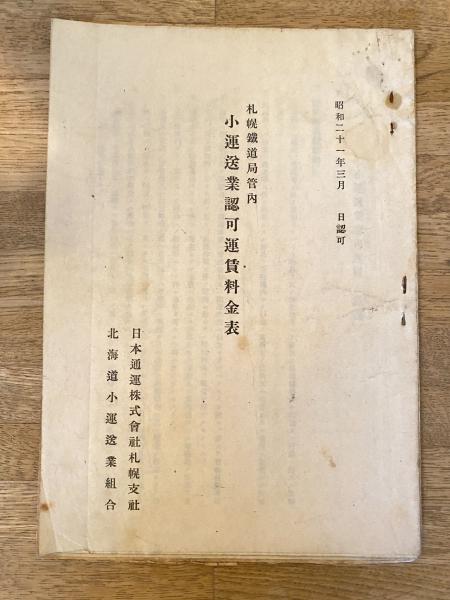 昭和二十一年三月　　日認可
札幌鐵道局管內
小運送業認可運賃料金表
日本通運株式會社札幌支社
北海道小運送業組合